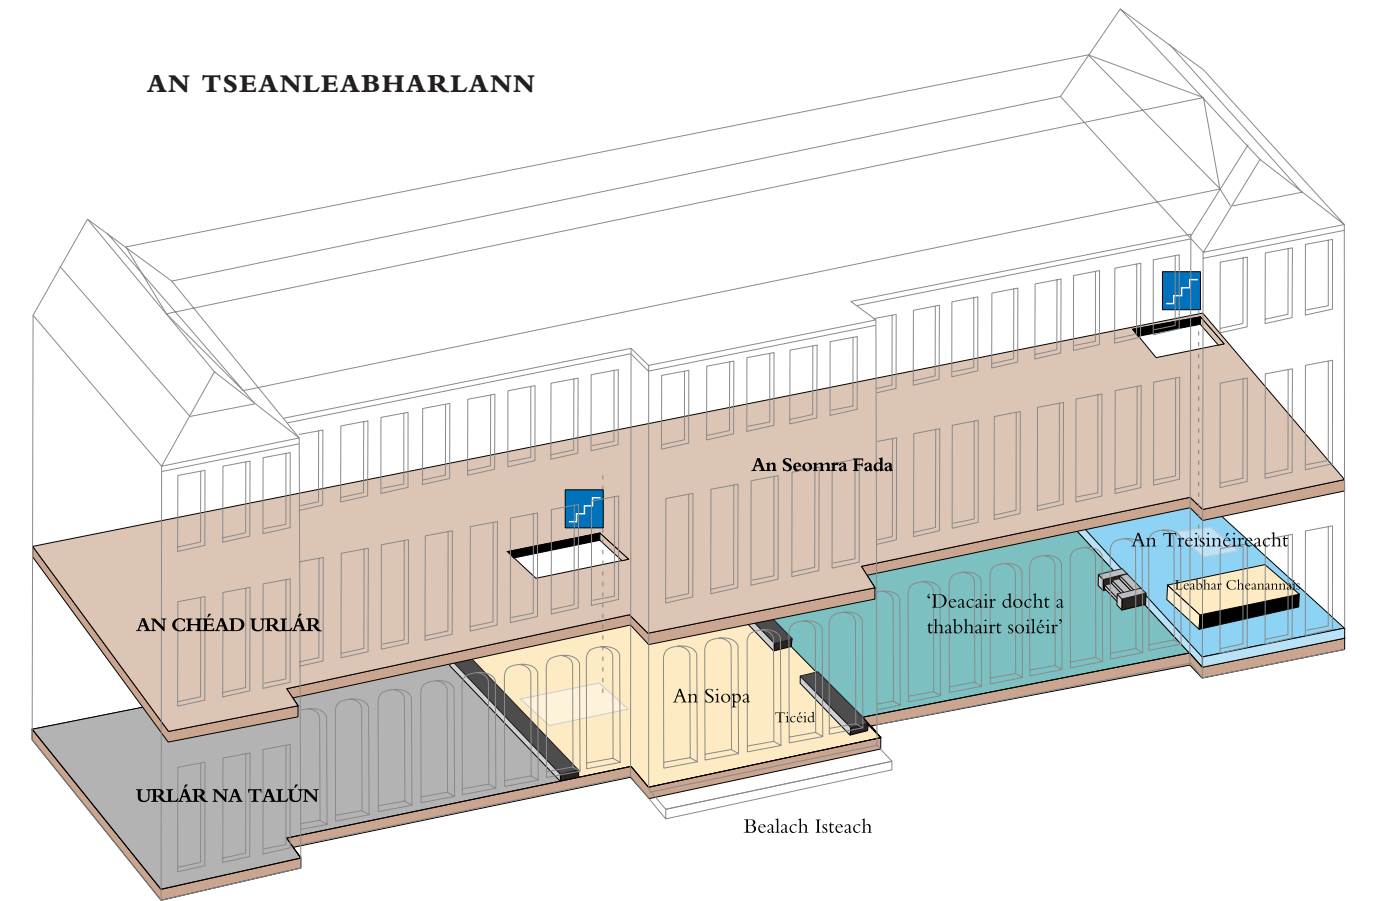 AN TSEANLEABHARLANN
An Seomra Fada
An Treisinéireacht
Leabhar Cheanannais
‘Deacair docht a
thabhairt soiléir’
AN CHÉAD URLÁR
An Siopa
Ticéid
URLÁR NA TALÚN
Bealach Isteach